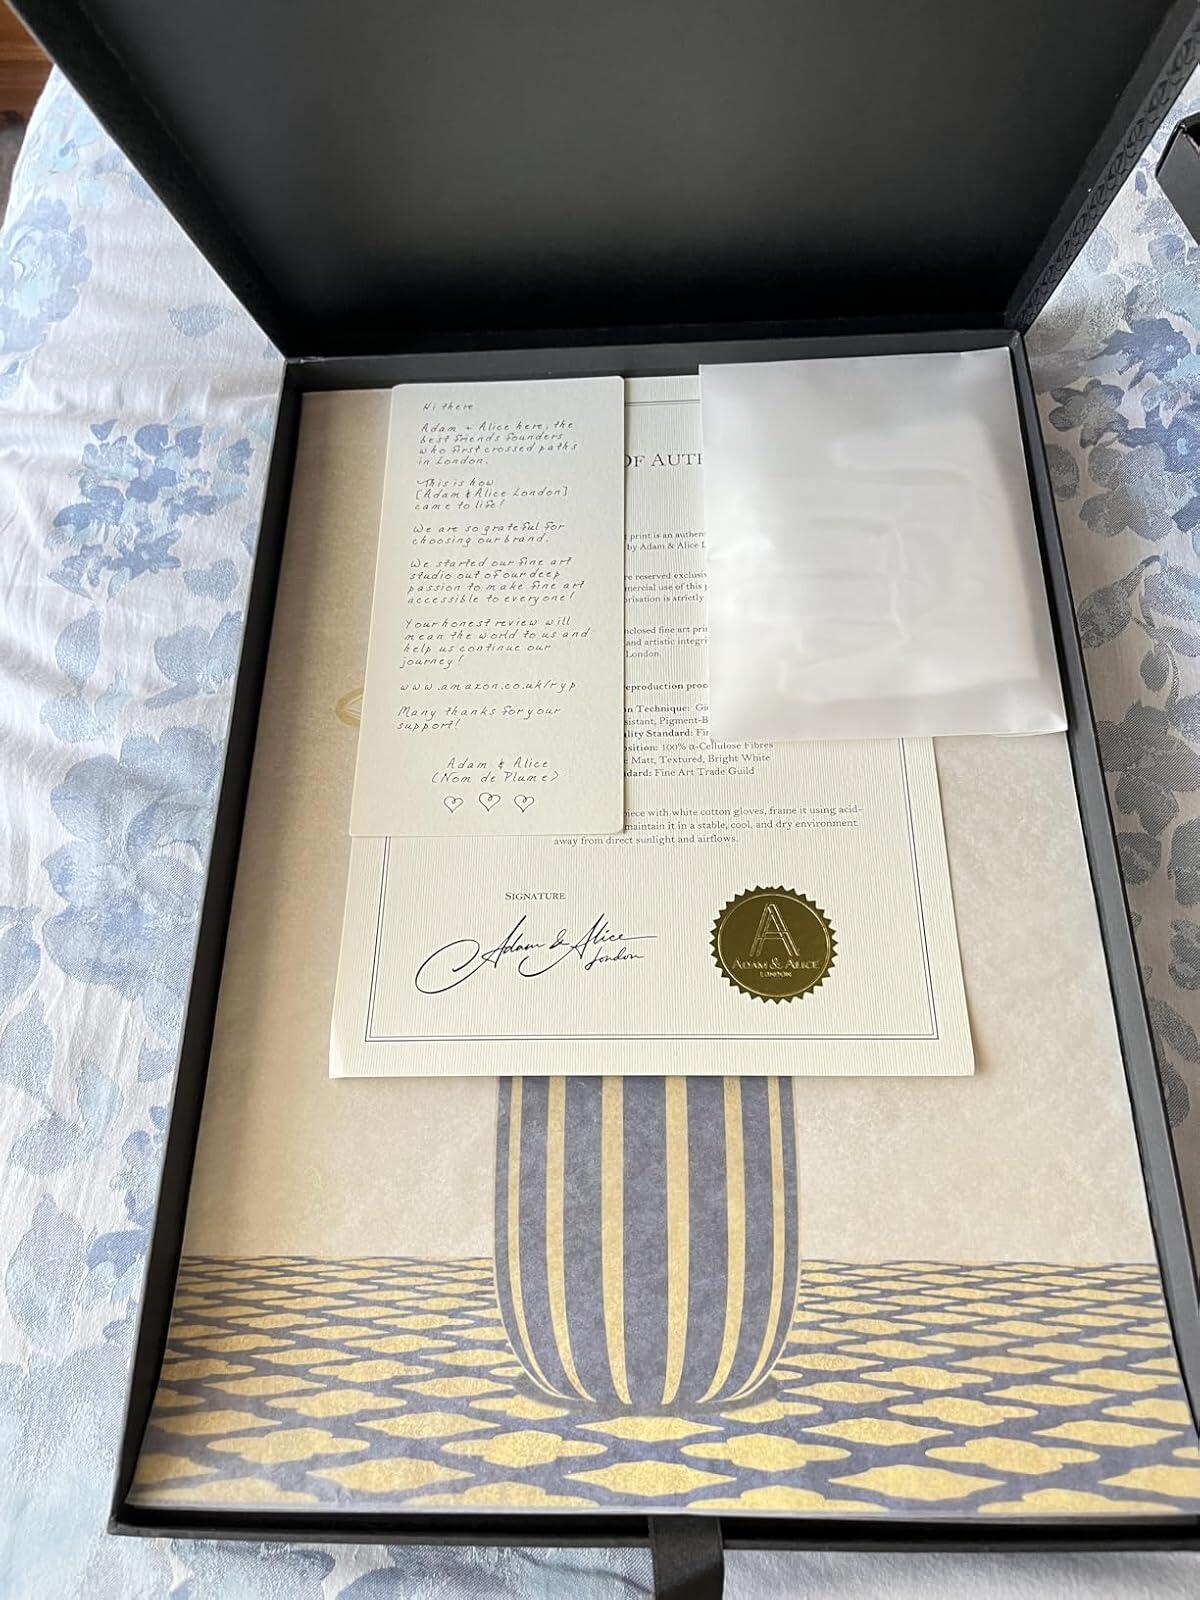 Hi there
Adam + Alice here, the
best friends founders
who first crossed paths
in London.
This is how
[Adam & Alice London]
came to life!
We are so grateful for
choosing our brand.
We started our fine art
studio out of our deep
passion to make fine art
accessible to everyone!
Your honest review will
mean the world to us and
help us continue our
journey!
www.amazon.co.uk/ryp
Many thanks for your
support!
Adam & Alice
(Nom de Plume)
OF AUTH
print is an authen
by Adam & Alice L
re reserved exclusiv
mercial use of this p
orisation is strictly
nclosed fine art prin
and artistic integri
London.
reproduction proc
n Technique: Gic
sistant, Pigment-B
lity Standard: Fin
osition: 100% α-Cellulose Fibres
: Matt, Textured, Bright White
dard: Fine Art Trade Guild
piece with white cotton gloves, frame it using acid-
maintain it in a stable, cool, and dry environment
away from direct sunlight and airflows.
SIGNATURE
Adam & Alice
London
A
ADAM & ALICE
LONDON